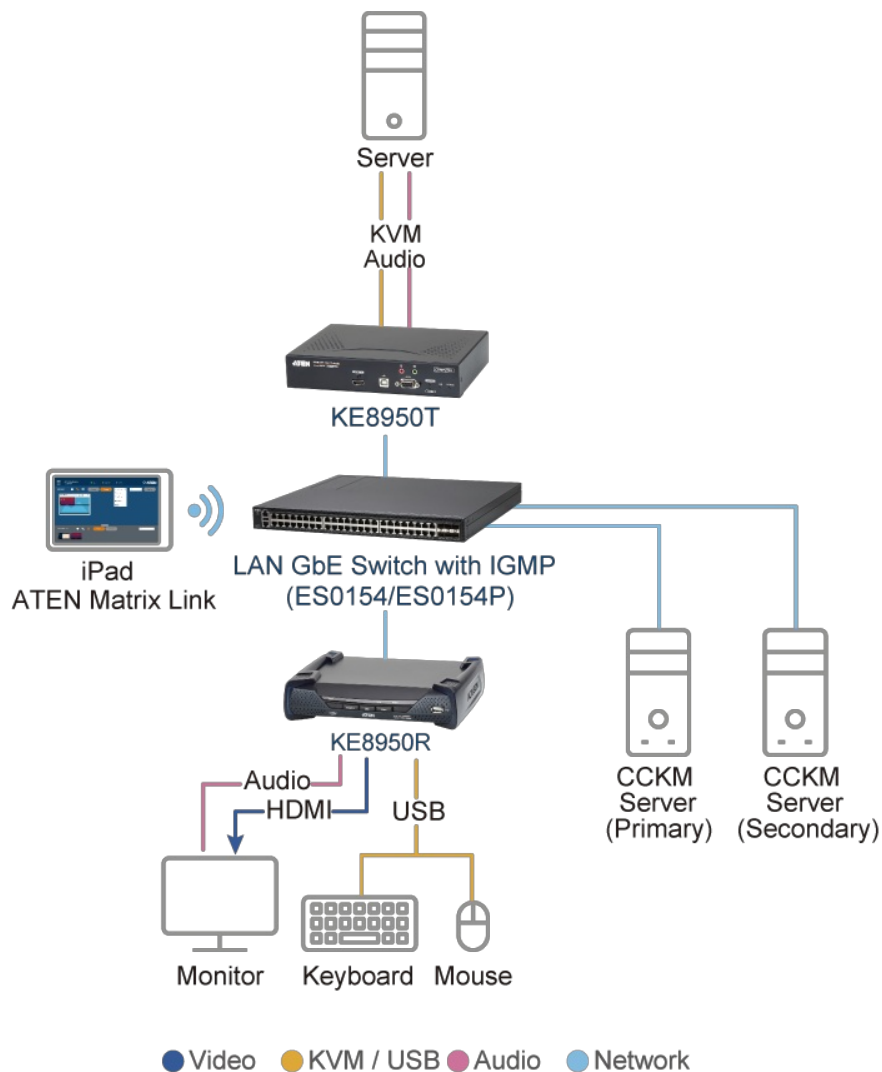 Server
KVM
Audio
ATEN
KE8950T
LAN GbE Switch with IGMP
(ES0154/ES0154P)
iPad
ATEN Matrix Link
KE8950R
Audio
HDMI
USB
CCKM
Server
(Primary)
CCKM
Server
(Secondary)
Monitor
Keyboard
Mouse
Video
KVM / USB
Audio
Network